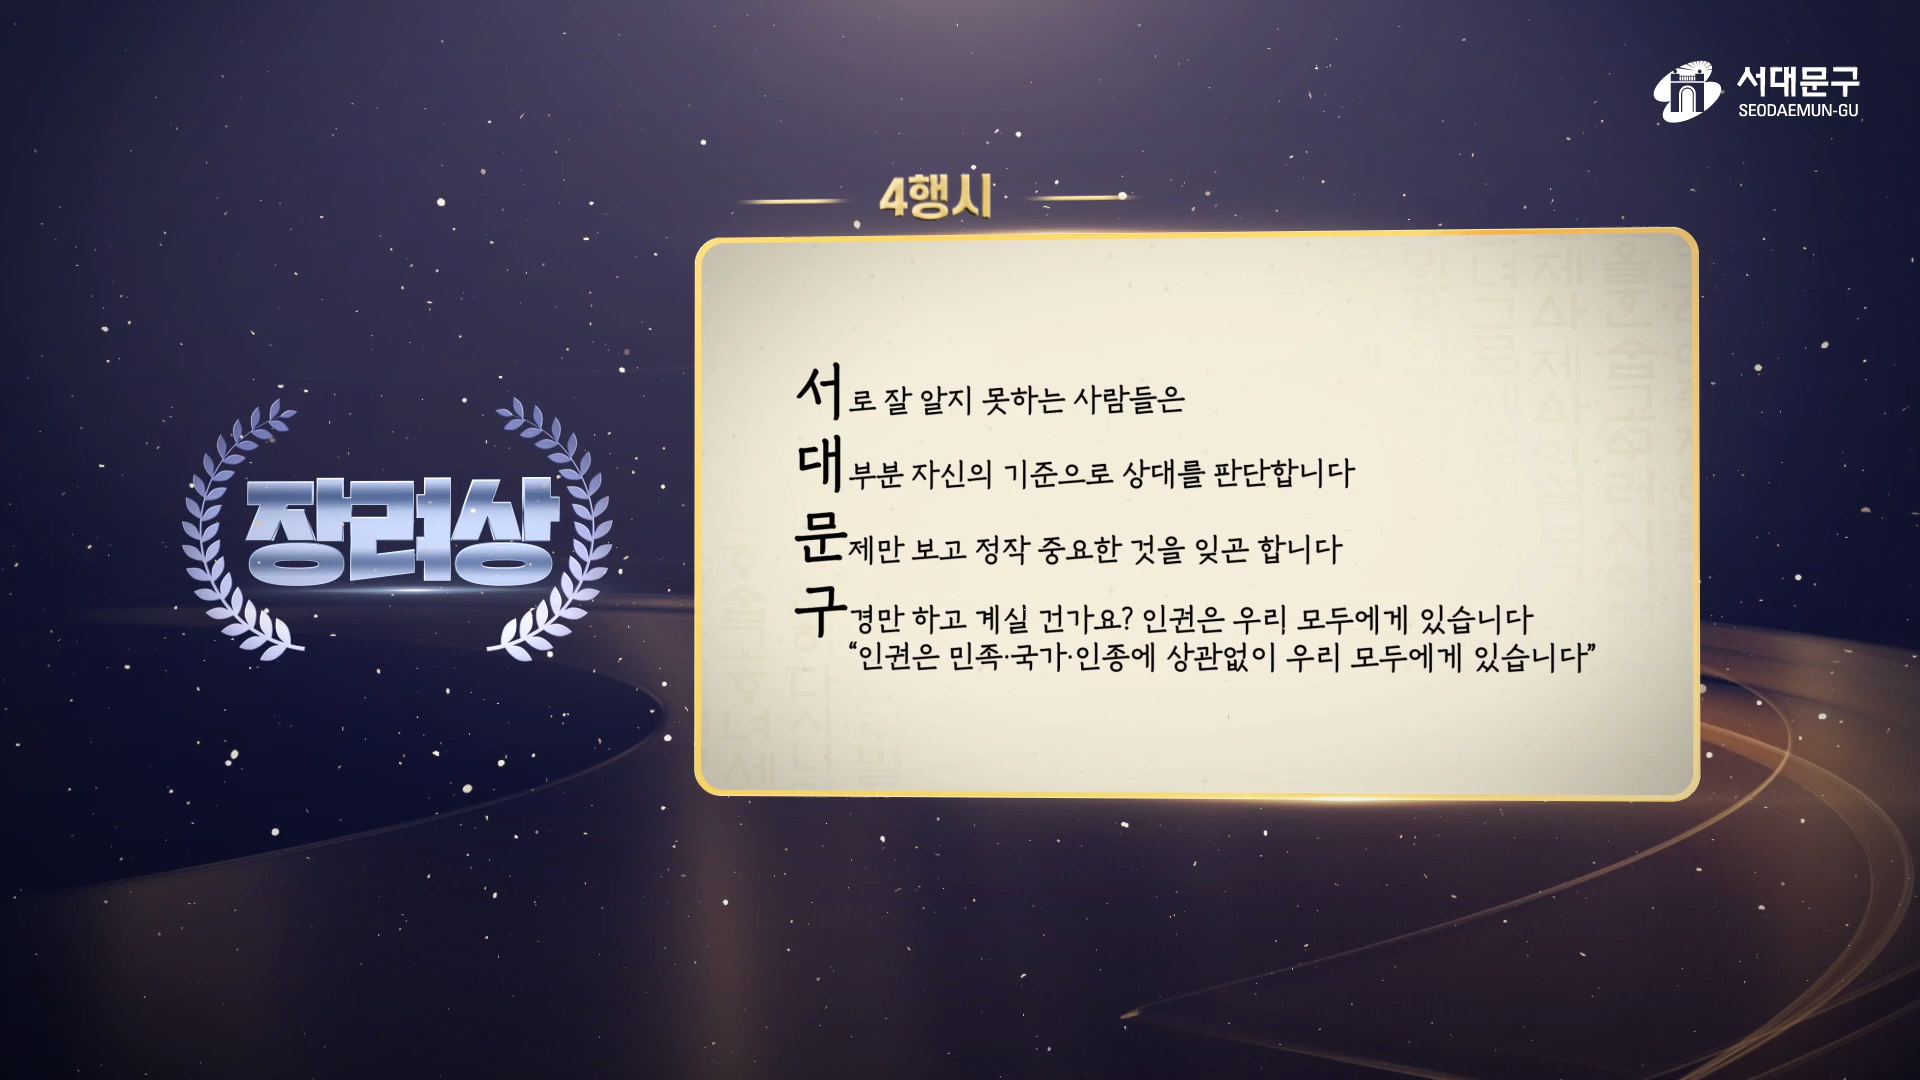 서대문구
SEODAEMUN-GU
4행시
장려상
서로 잘 알지 못하는 사람들은
대부분 자신의 기준으로 상대를 판단합니다
문제만 보고 정작 중요한 것을 잊곤 합니다
구경만 하고 계실 건가요? 인권은 우리 모두에게 있습니다
“인권은 민족·국가·인종에 상관없이 우리 모두에게 있습니다”